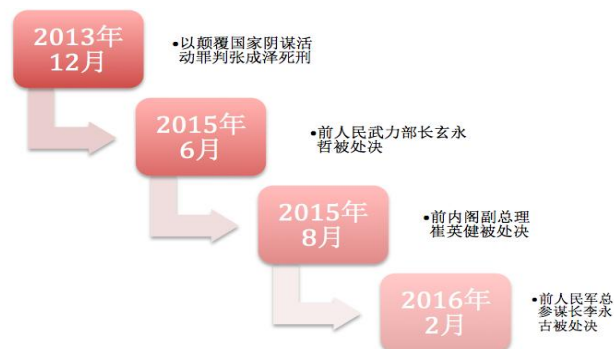 2013年
12月
•以颠覆国家阴谋活
动罪判张成泽死刑
2015年
6月
•前人民武力部长玄永
哲被处决
2015年
8月
•前内阁副总理
崔英健被处决
2016年
2月
•前人民军总
参谋长李永
古被处决